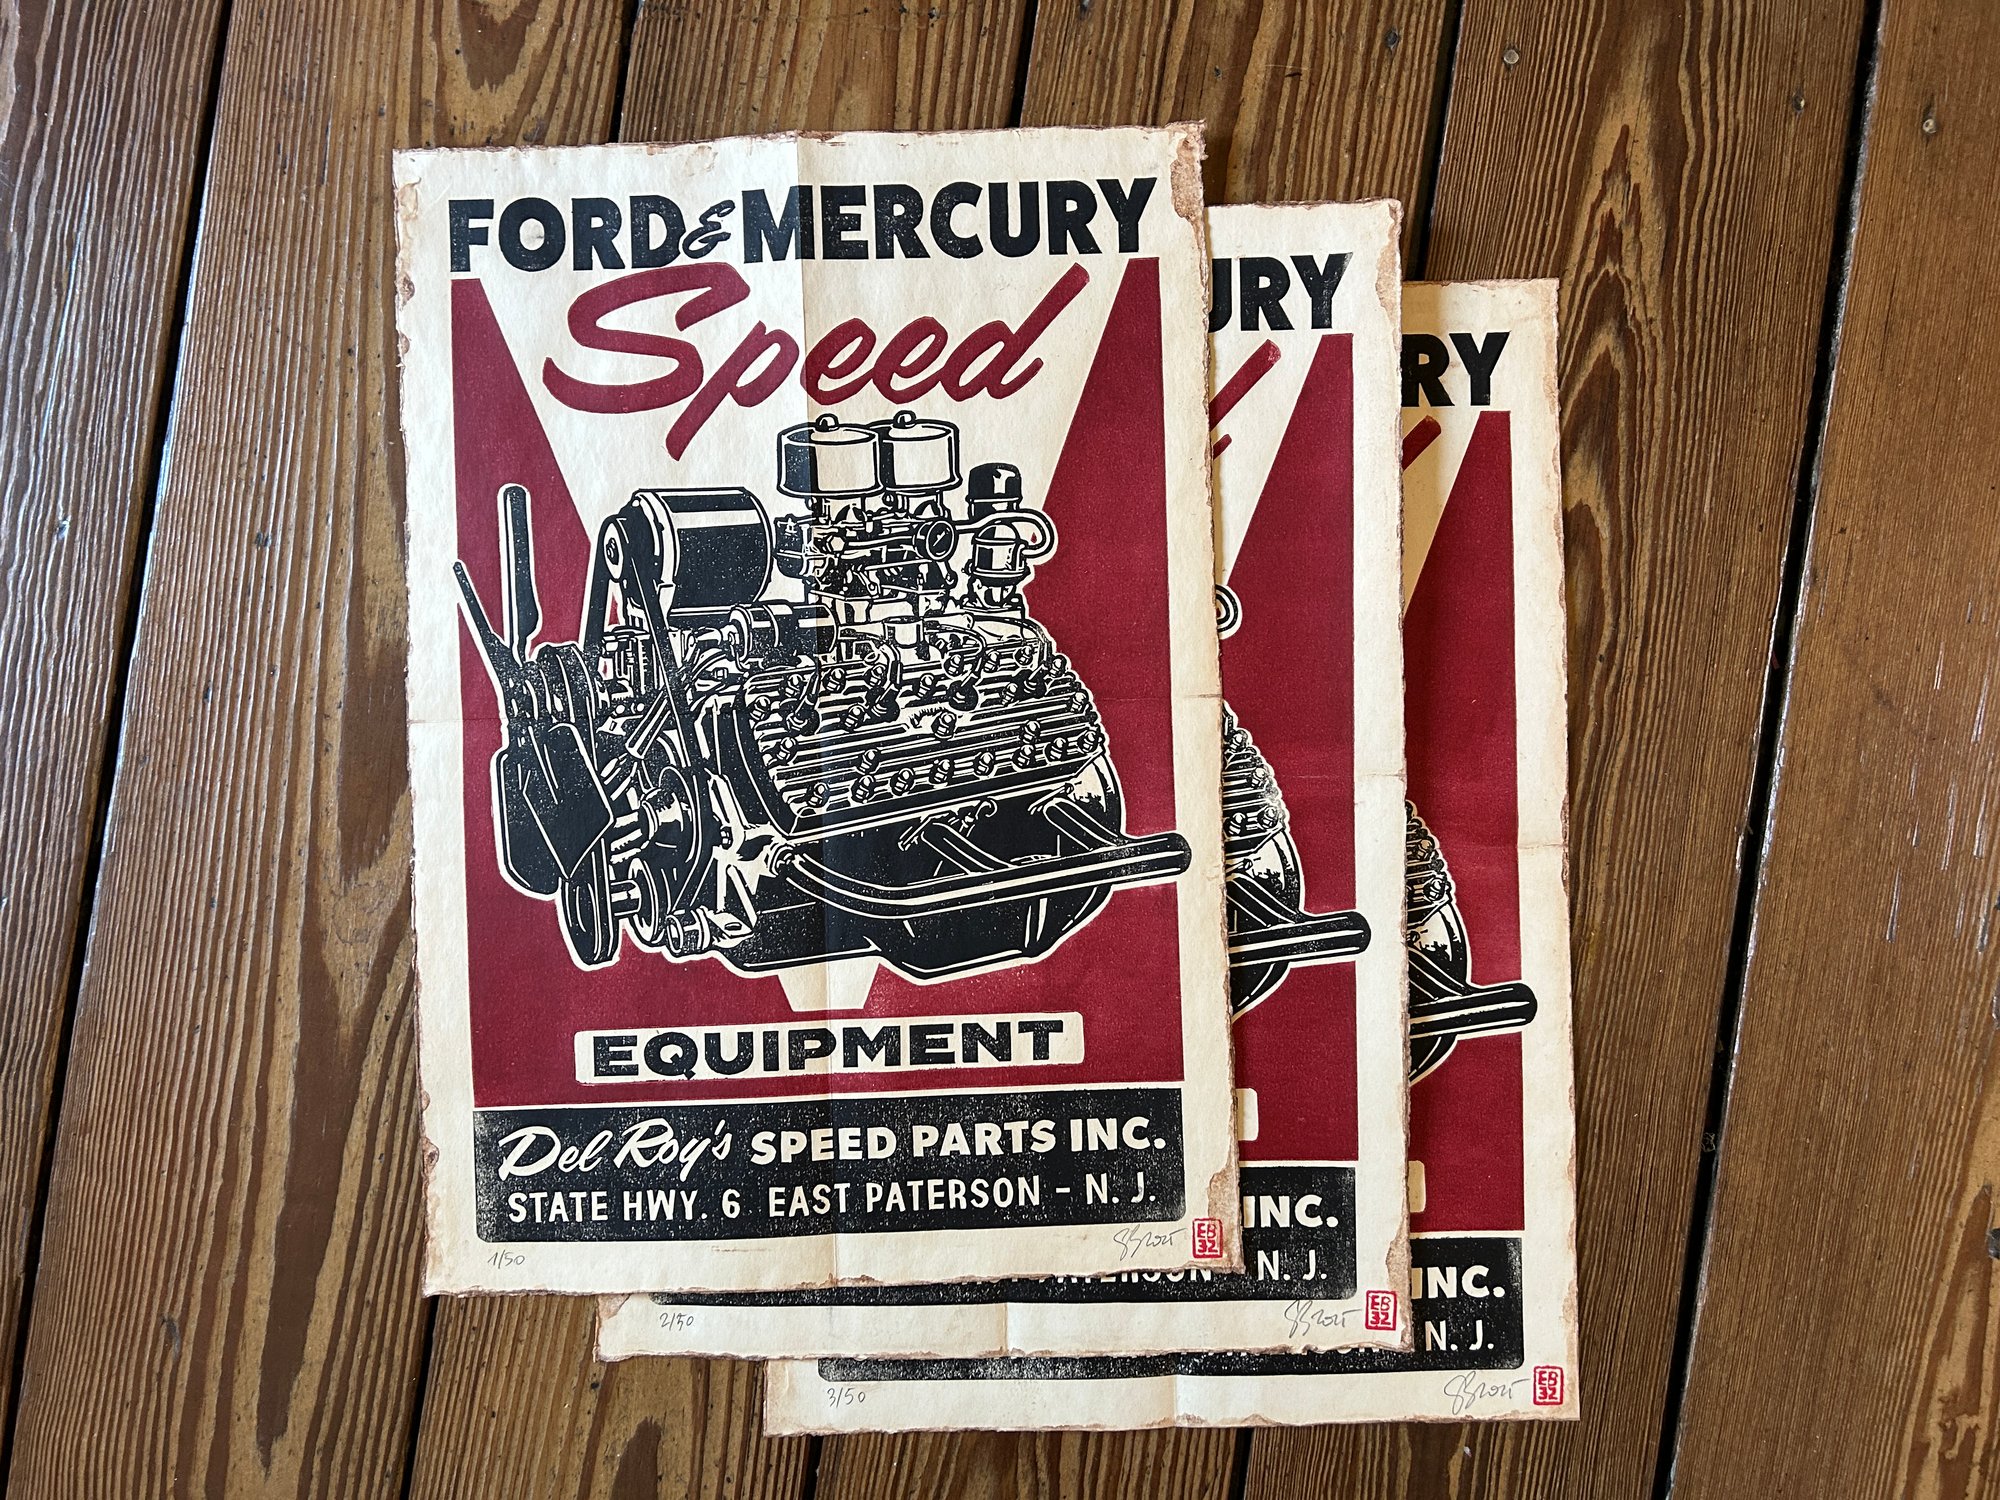 FORD & MERCURY
Speed
EQUIPMENT
Del Roy's SPEED PARTS INC.
STATE HWY. 6 EAST PATERSON - N. J.
1/50
EB
32
URY
INC.
N. J.
2/50
EB
32
RY
INC.
N. J.
3/50
EB
32